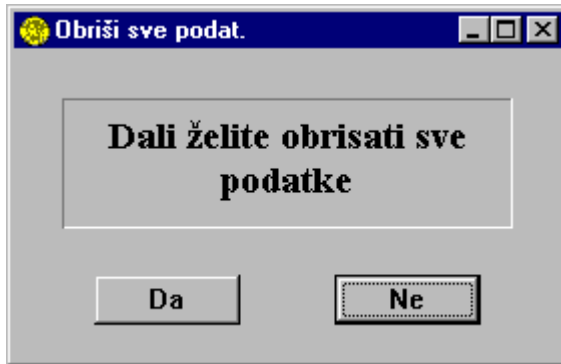 Obriši sve podat.
Dali želite obrisati sve
podatke
Da
Ne